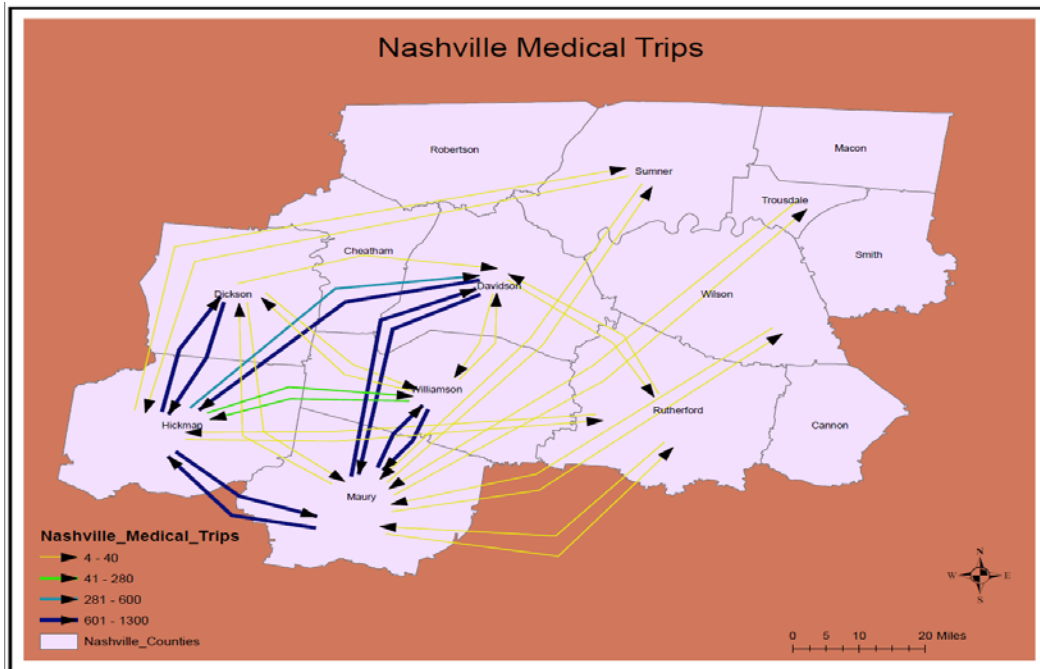 Nashville Medical Trips
Robertson
Macon
Sumner
Trousdale
Cheatham
Smith
Dickson
Davidson
Wilson
Williamson
Rutherford
Hickman
Cannon
Maury
Nashville_Medical_Trips
4 - 40
41 - 280
281 - 600
601 - 1300
Nashville_Counties
N
W E
S
0 5 10 20 Miles